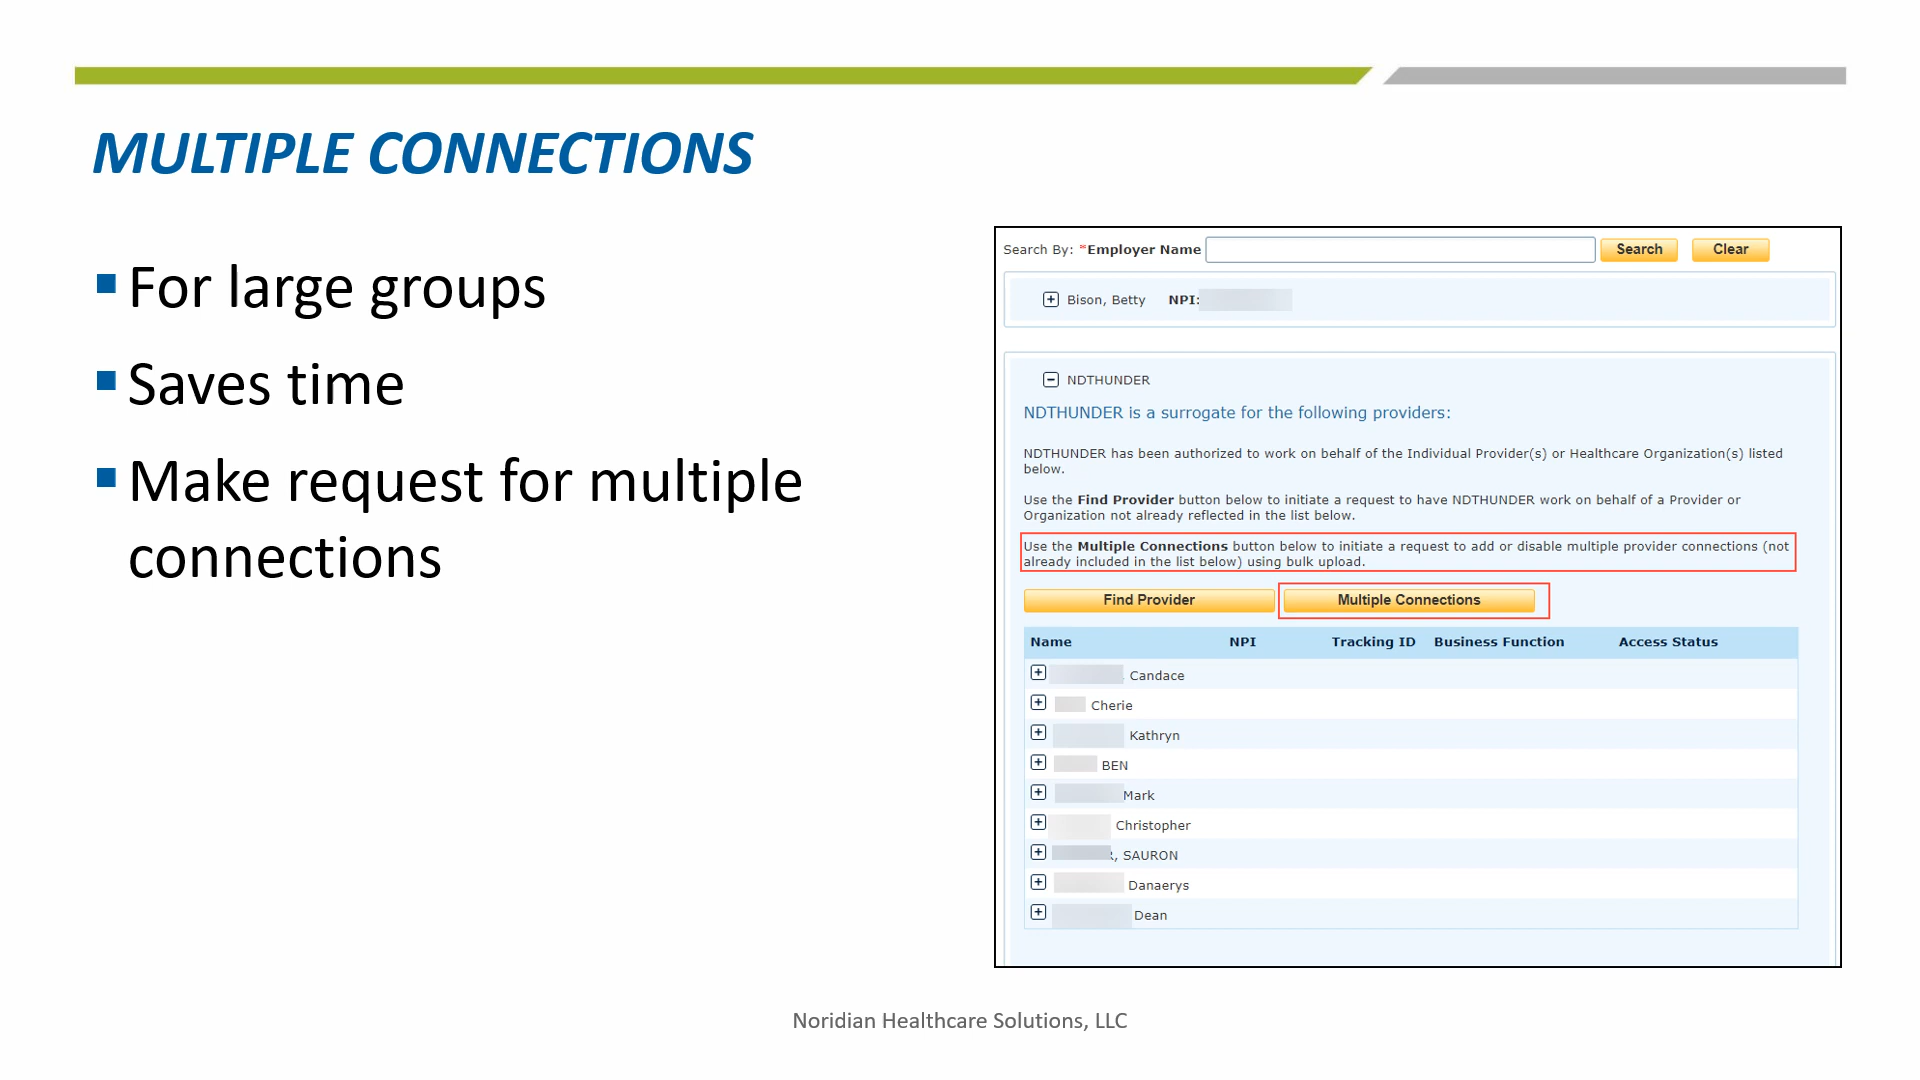 MULTIPLE CONNECTIONS
For large groups
Saves time
Make request for multiple
connections
Search By: *Employer Name Search Clear
Bison, Betty NPI:
NDTHUNDER
NDTHUNDER is a surrogate for the following providers:
NDTHUNDER has been authorized to work on behalf of the Individual Provider(s) or Healthcare Organization(s) listed
below.
Use the Find Provider button below to initiate a request to have NDTHUNDER work on behalf of a Provider or
Organization not already reflected in the list below.
Use the Multiple Connections button below to initiate a request to add or disable multiple provider connections (not
already included in the list below) using bulk upload.
Find Provider Multiple Connections
Name NPI Tracking ID Business Function Access Status
Candace
Cherie
Kathryn
BEN
Mark
Christopher
, SAURON
Danaerys
Dean
Noridian Healthcare Solutions, LLC